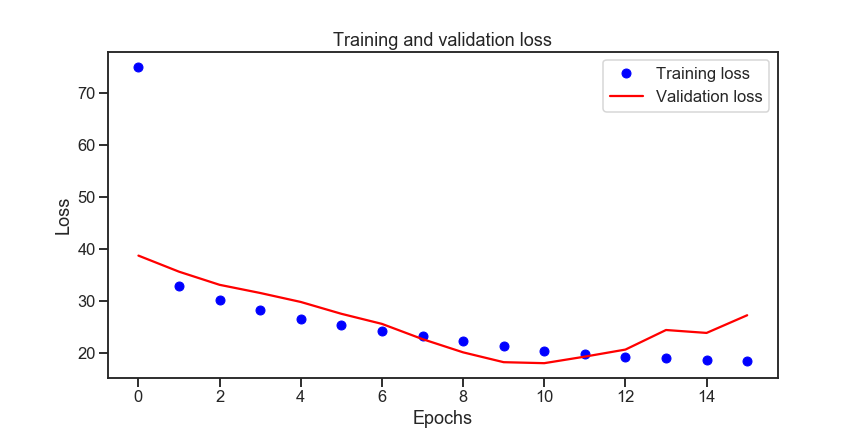 Training and validation loss
Training loss
Validation loss
70
60
50
40
30
20
Loss
0 2 4 6 8 10 12 14
Epochs